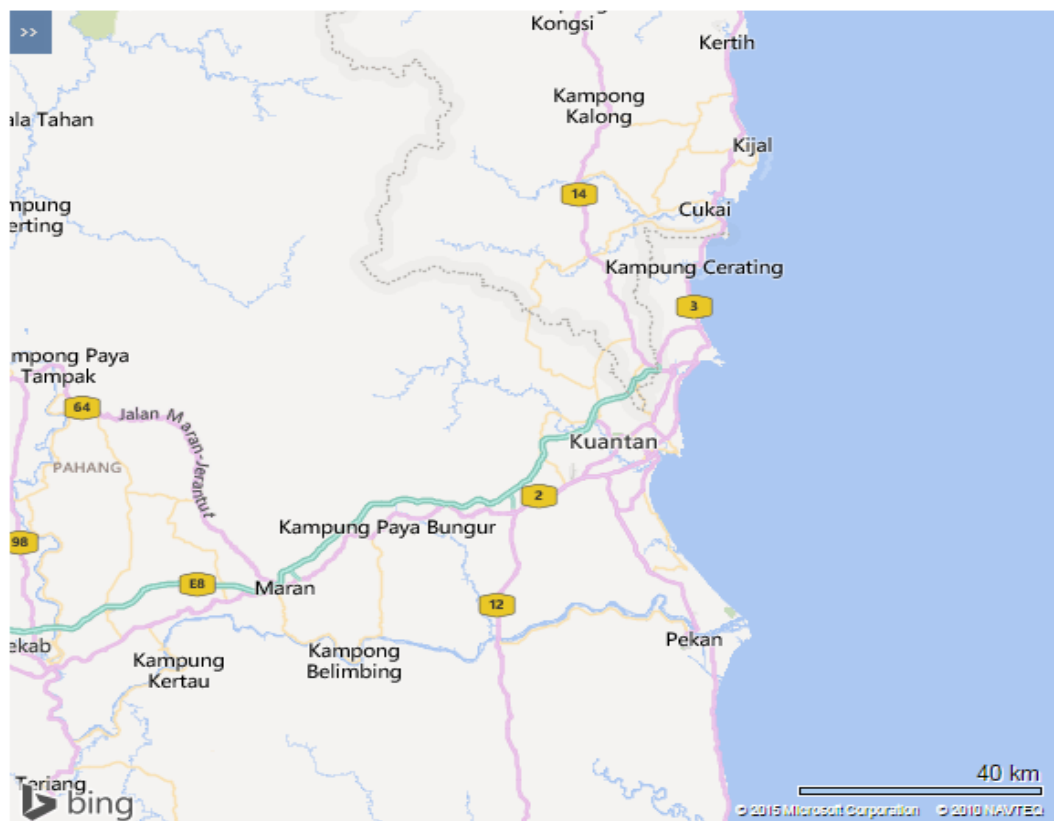 >>
Kongsi
Kertih
Kampong
Kalong
ala Tahan
Kijal
14
mpung
erting
Cukai
Kampung Cerating
3
mpong Paya
Tampak
64
Jalan Maran-Jerantut
PAHANG
Kuantan
2
Kampung Paya Bungur
98
E8
Maran
12
ekab
Kampung
Kertau
Kampong
Belimbing
Pekan
Teriang
bing
40 km
© 2015 Microsoft Corporation © 2010 NAVTEQ